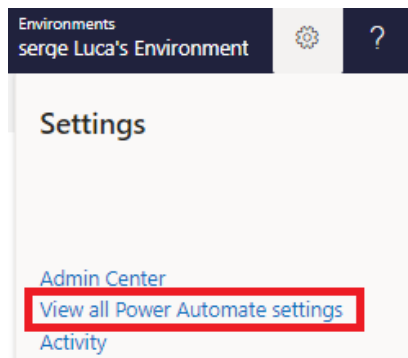 Environments
serge Luca's Environment
?
Settings
Admin Center
View all Power Automate settings
Activity